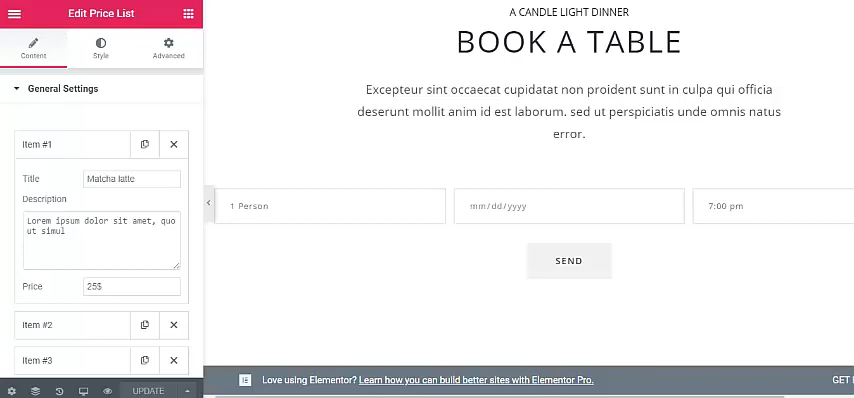 Edit Price List
Content
Style
Advanced
General Settings
Item #1
Title
Matcha latte
Description
Lorem ipsum dolor sit amet, quo
ut simul
Price
25$
Item #2
Item #3
UPDATE
A CANDLE LIGHT DINNER
BOOK A TABLE
Excepteur sint occaecat cupidatat non proident sunt in culpa qui officia
deserunt mollit anim id est laborum. sed ut perspiciatis unde omnis natus
error.
1 Person
mm/dd/yyyy
7:00 pm
SEND
Love using Elementor? Learn how you can build better sites with Elementor Pro.
GET